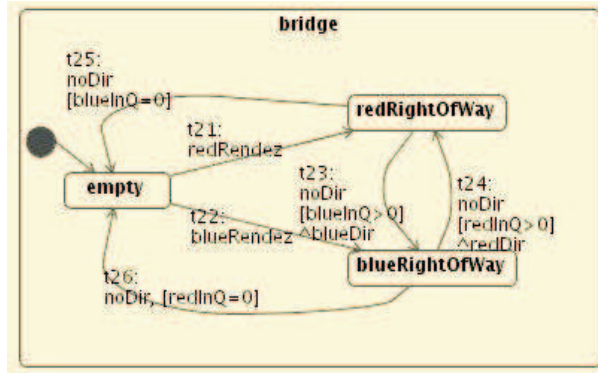 bridge
t25:
noDir
[blueInQ=0]
redRightOfWay
t21:
redRendez
t23:
noDir
[blueInQ>0]
^blueDir
t24:
noDir
[redInQ>0]
^redDir
empty
t22:
blueRendez
blueRightOfWay
t26:
noDir, [redInQ=0]